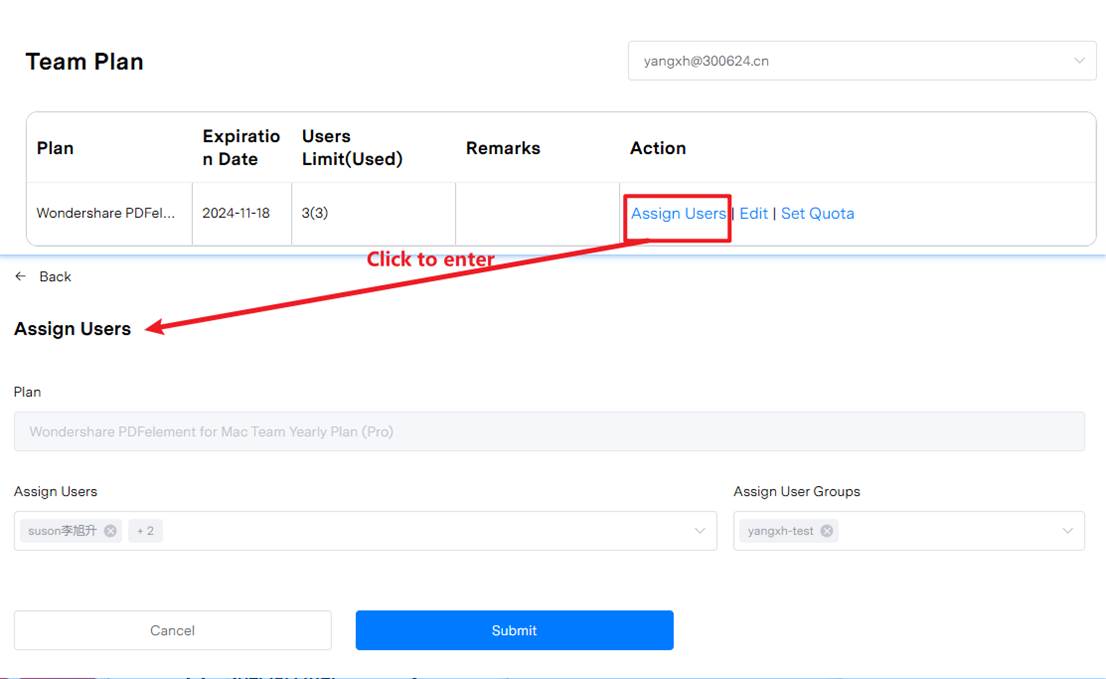 Team Plan
yangxh@300624.cn
Plan
Expiratio
n Date
Users
Limit(Used)
Remarks
Action
Wondershare PDFel...
2024-11-18
3(3)
Assign Users | Edit | Set Quota
Click to enter
← Back
Assign Users
Plan
Wondershare PDFelement for Mac Team Yearly Plan (Pro)
Assign Users
Assign User Groups
suson李旭升
+ 2
yangxh-test
Cancel
Submit